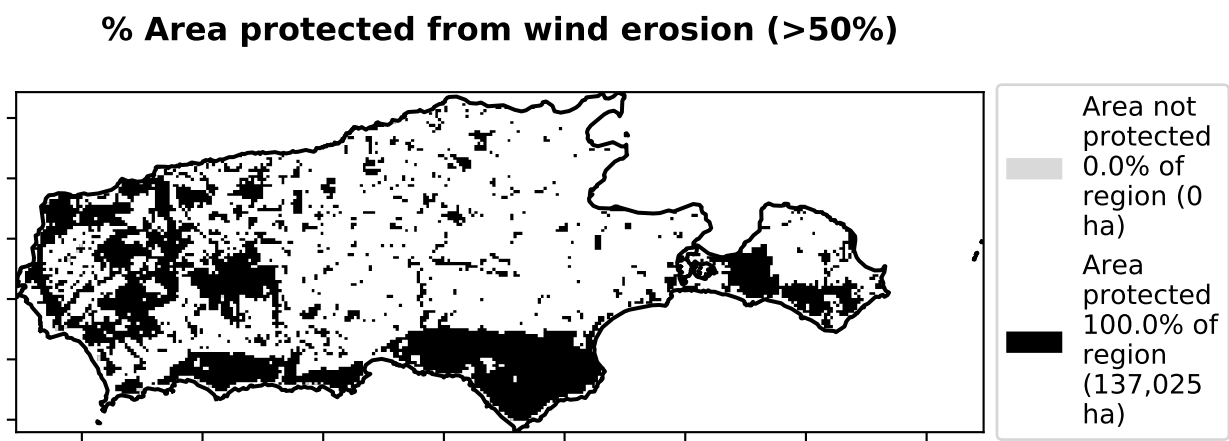 % Area protected from wind erosion (>50%)
Area not
protected
0.0% of
region (0
ha)
Area
protected
100.0% of
region
(137,025
ha)